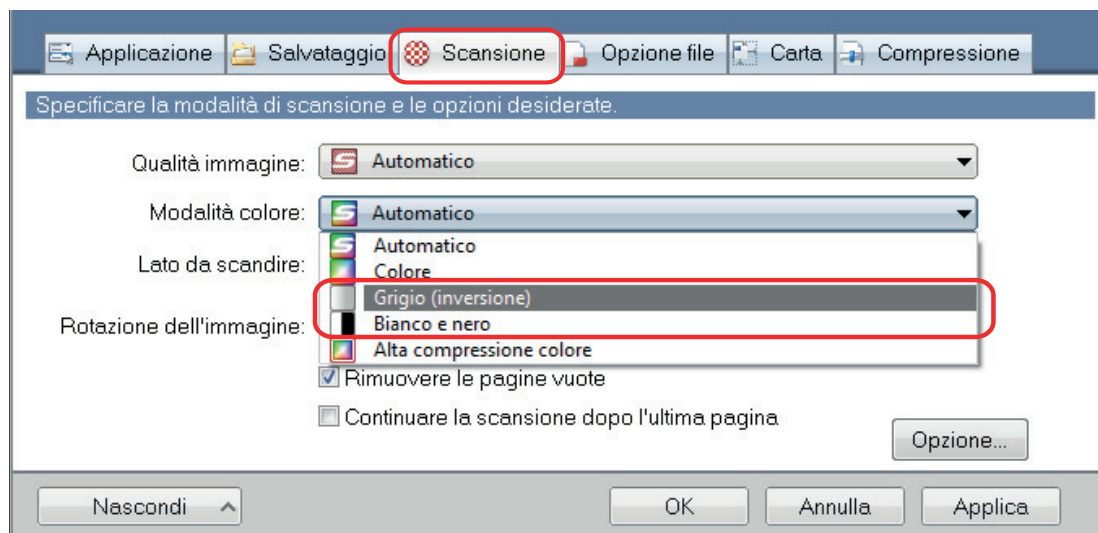 Applicazione Salvataggio Scansione Opzione file Carta Compressione
Specificare la modalità di scansione e le opzioni desiderate.
Qualità immagine: Automatico
Modalità colore: Automatico
Automatico
Lato da scandire: Colore
Grigio (inversione)
Rotazione dell'immagine: Bianco e nero
Alta compressione colore
Rimuovere le pagine vuote
Continuare la scansione dopo l'ultima pagina
Opzione...
Nascondi OK Annulla Applica